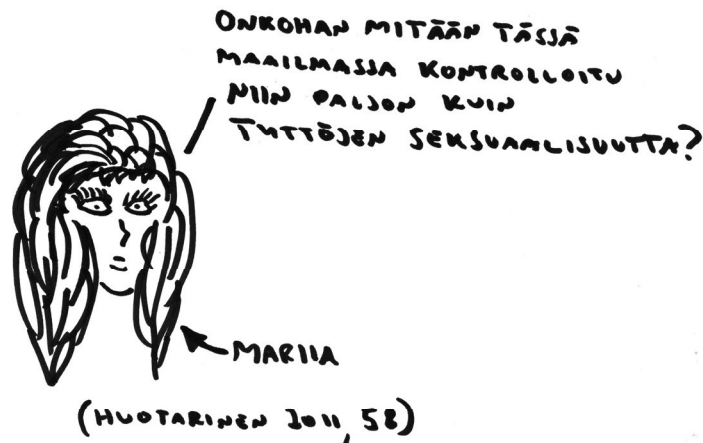 ONKOHAN MITÄÄN TÄSSÄ
MAAILMASSA KONTROLLOITU
NIIN PALJON KUIN
TYTTÖJEN SEKSUAALISUUTTA?
MARIIA
(HUOTARINEN 2011, 58)